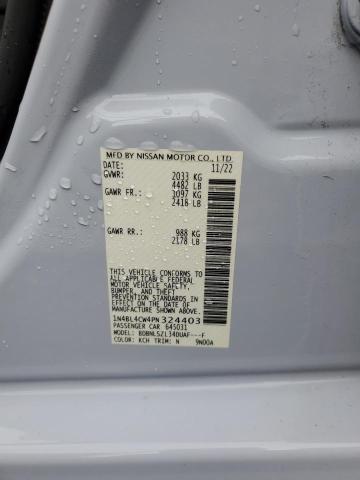 MFD BY NISSAN MOTOR CO., LTD.
DATE: 11/22
GVWR: 2033 KG
4482 LB
GAWR FR.: 1097 KG
2418 LB
GAWR RR.: 988 KG
2178 LB
THIS VEHICLE CONFORMS TO
ALL APPLICABLE FEDERAL
MOTOR VEHICLE SAFETY,
BUMPER, AND THEFT
PREVENTION STANDARDS IN
EFFECT ON THE DATE OF
MANUFACTURE SHOWN ABOVE.
1N4BL4CW4PN324403
PASSENGER CAR 645031
MODEL: BDBNLSZL34DUAF---F
COLOR: KCH TRIM: N 9N00A